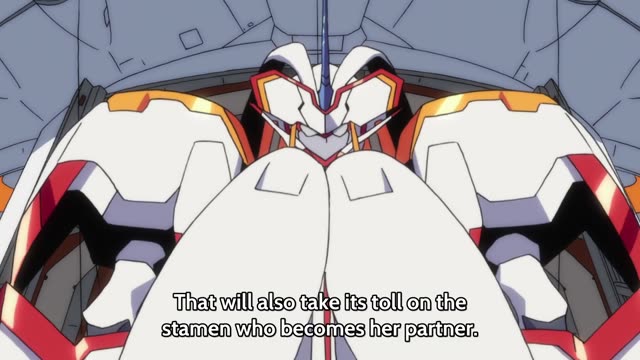 That will also take its toll on the
stamen who becomes her partner.